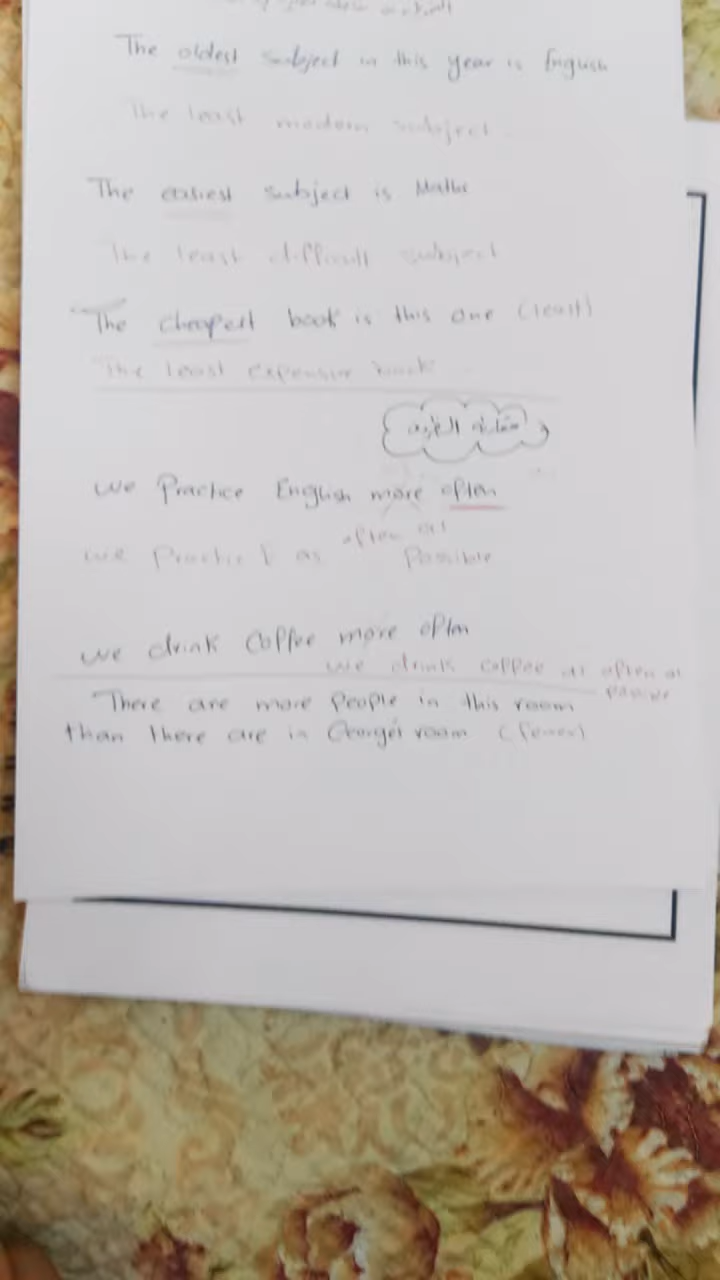 The oldest subject in this year is English
The least modern subject
The easiest subject is Maths
The least difficult subject
The cheapest book is this one (least)
The least expensive book
we Practice English more often
we Practice E as often as Possible
we drink Coffee more often
we drink coffee as often as Possible
There are more People in this room
than there are in George's room (fewer)